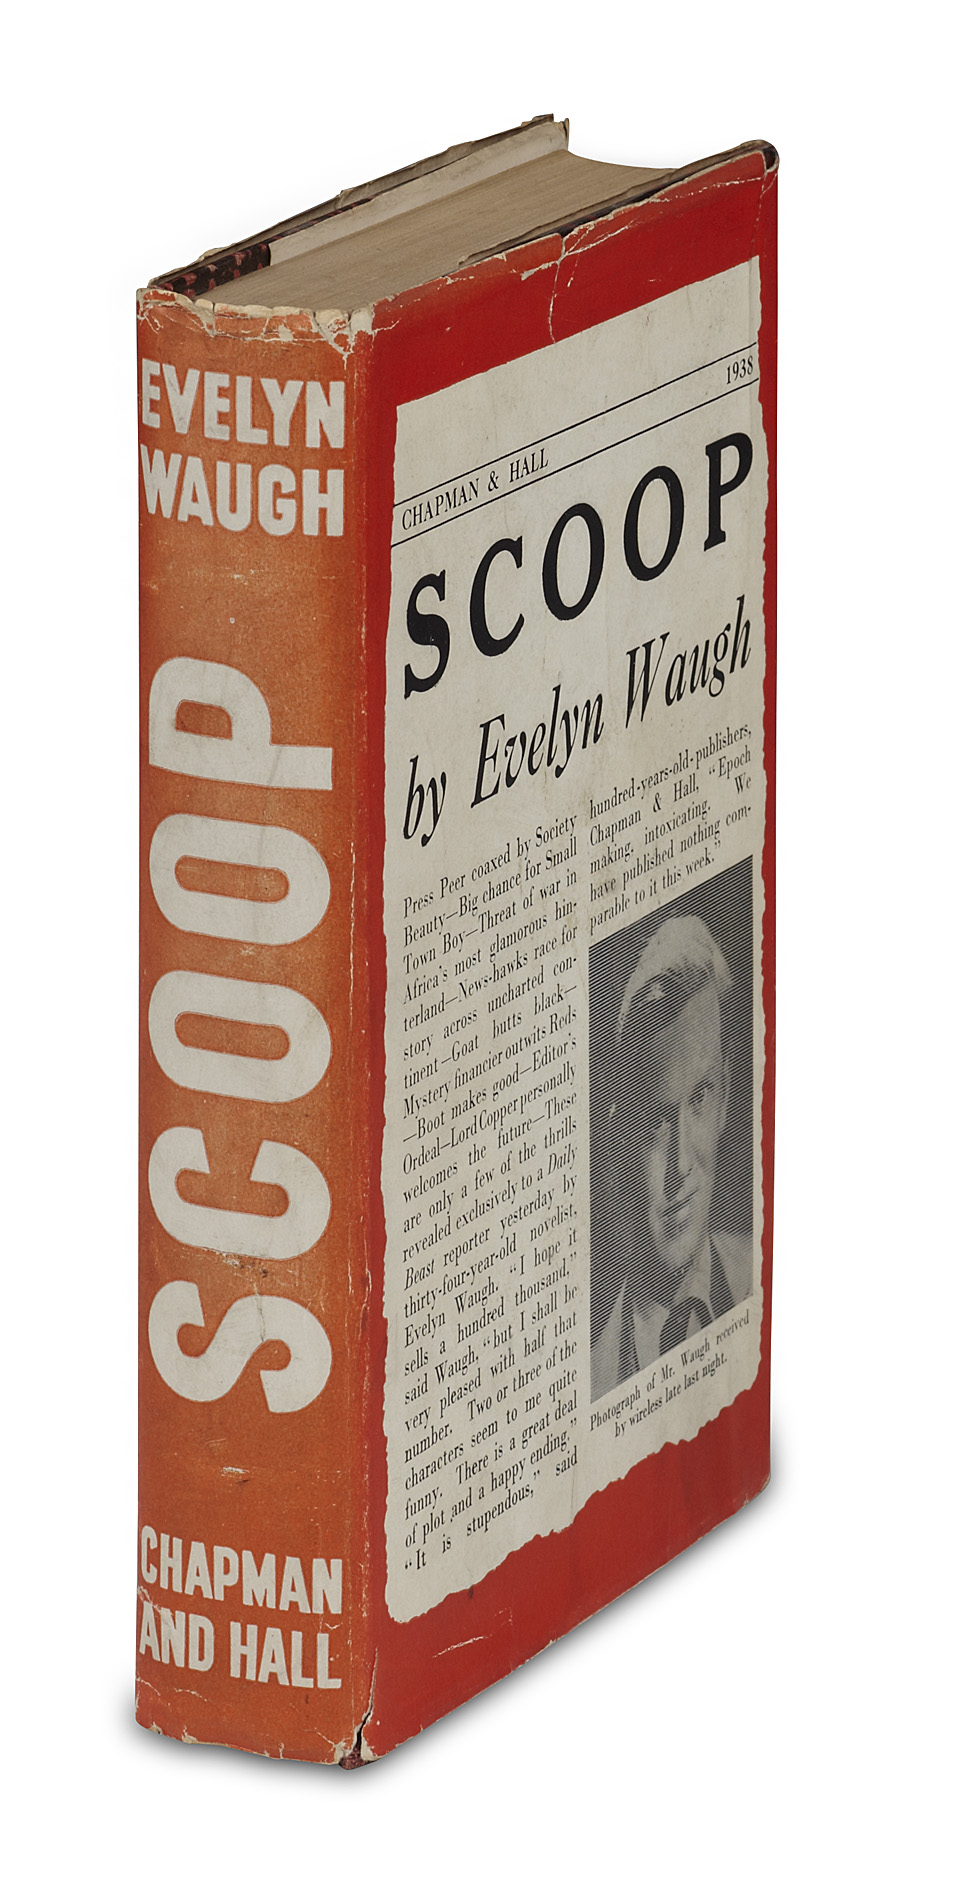 EVELYN
WAUGH
SCOOP
CHAPMAN
AND HALL
CHAPMAN & HALL
1938
SCOOP
by Evelyn Waugh
Press Peer coaxed by Society
Beauty—Big chance for Small
Town Boy—Threat of war in
Africa's most glamorous hin-
terland—News-hawks race for
story across uncharted con-
tinent—Goat butts black—
Mystery financier outwits Reds
—Boot makes good—Editor's
Ordeal—Lord Copper personally
welcomes the future—These
are only a few of the thrills
revealed exclusively to a Daily
Beast reporter yesterday by
thirty-four-year-old novelist,
Evelyn Waugh. "I hope it
sells a hundred thousand,"
said Waugh, "but I shall be
very pleased with half that
number. Two or three of the
characters seem to me quite
funny. There is a great deal
of plot and a happy ending."
"It is stupendous," said
hundred-years-old-publishers,
Chapman & Hall, "Epoch
making, intoxicating. We
have published nothing com-
parable to it this week."
Photograph of Mr. Waugh received
by wireless late last night.